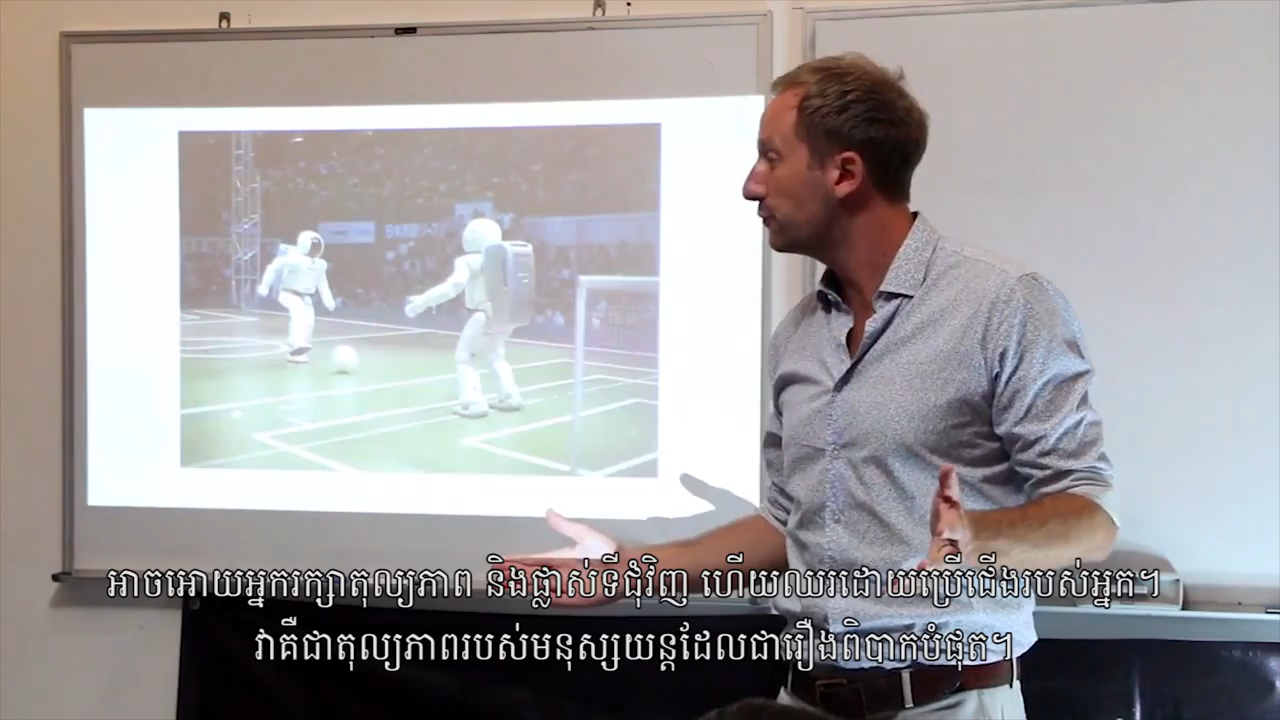 អាចអោយអ្នករក្សាតុល្យភាព និងផ្លាស់ទីជុំវិញ ហើយឈរដោយប្រើជើងរបស់អ្នក។
វាគឺជាតុល្យភាពរបស់មនុស្សយន្តដែលជារឿងពិបាកបំផុត។